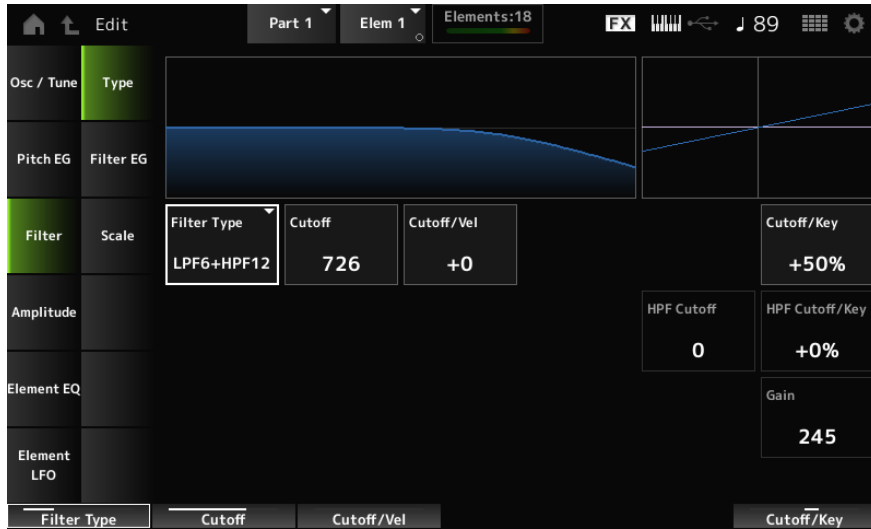 Edit
Part 1
Elem 1
Elements:18
FX
♩ 89
Osc / Tune
Type
Pitch EG
Filter EG
Filter
Scale
Amplitude
Element EQ
Element
LFO
Filter Type
LPF6+HPF12
Cutoff
726
Cutoff/Vel
+0
Cutoff/Key
+50%
HPF Cutoff
0
HPF Cutoff/Key
+0%
Gain
245
Filter Type
Cutoff
Cutoff/Vel
Cutoff/Key